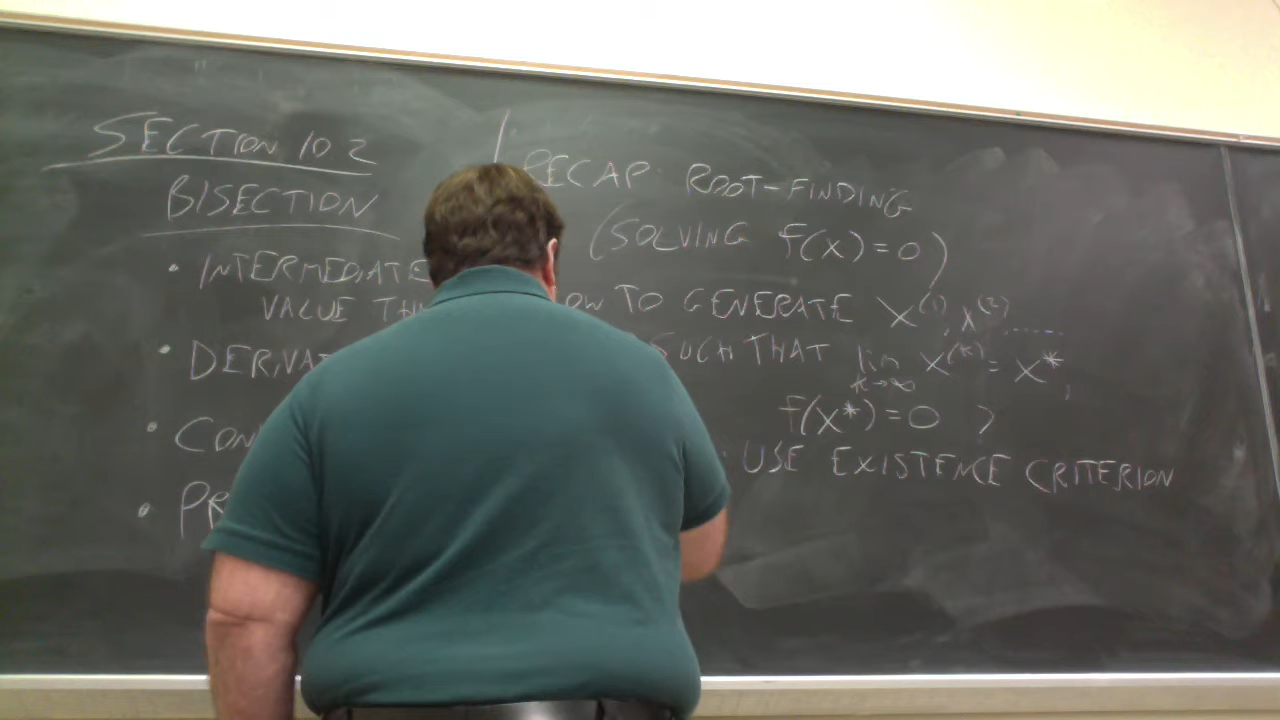 SECTION 10 2
BISECTION
• INTERMEDIATE
VALUE TH
• DERIVA
• CON
• PR
RECAP: ROOT-FINDING
(SOLVING f(x)=0)
OW TO GENERATE x^(1), x^(2), ......
SUCH THAT lim k→∞ x^(k) = x*,
f(x*)=0 ?
• USE EXISTENCE CRITERION